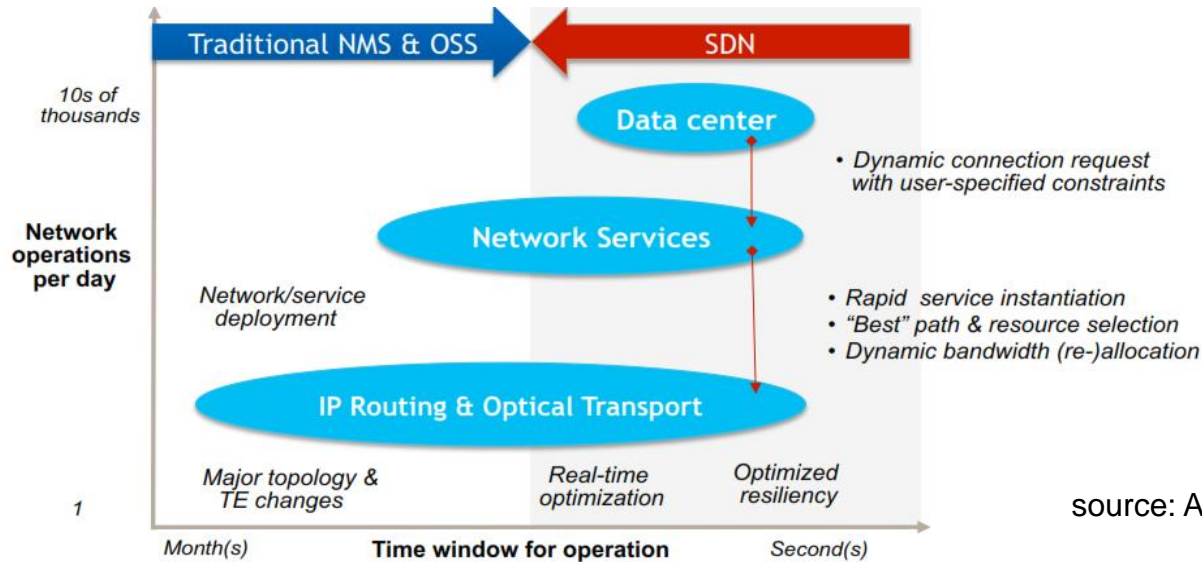 Traditional NMS & OSS
SDN
10s of
thousands
Data center
• Dynamic connection request
with user-specified constraints
Network
operations
per day
Network Services
Network/service
deployment
• Rapid service instantiation
• “Best” path & resource selection
• Dynamic bandwidth (re-)allocation
IP Routing & Optical Transport
Major topology &
TE changes
Real-time
optimization
Optimized
resiliency
1
source: A
Month(s)
Time window for operation
Second(s)